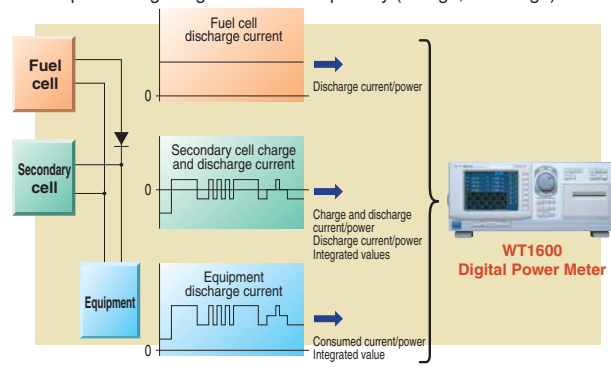 Fuel cell
discharge current
Fuel
cell
0
Discharge current/power
Secondary cell charge
and discharge current
Secondary
cell
0
Charge and discharge
current/power
Discharge current/power
Integrated values
WT1600
Digital Power Meter
Equipment
discharge current
Equipment
0
Consumed current/power
Integrated value